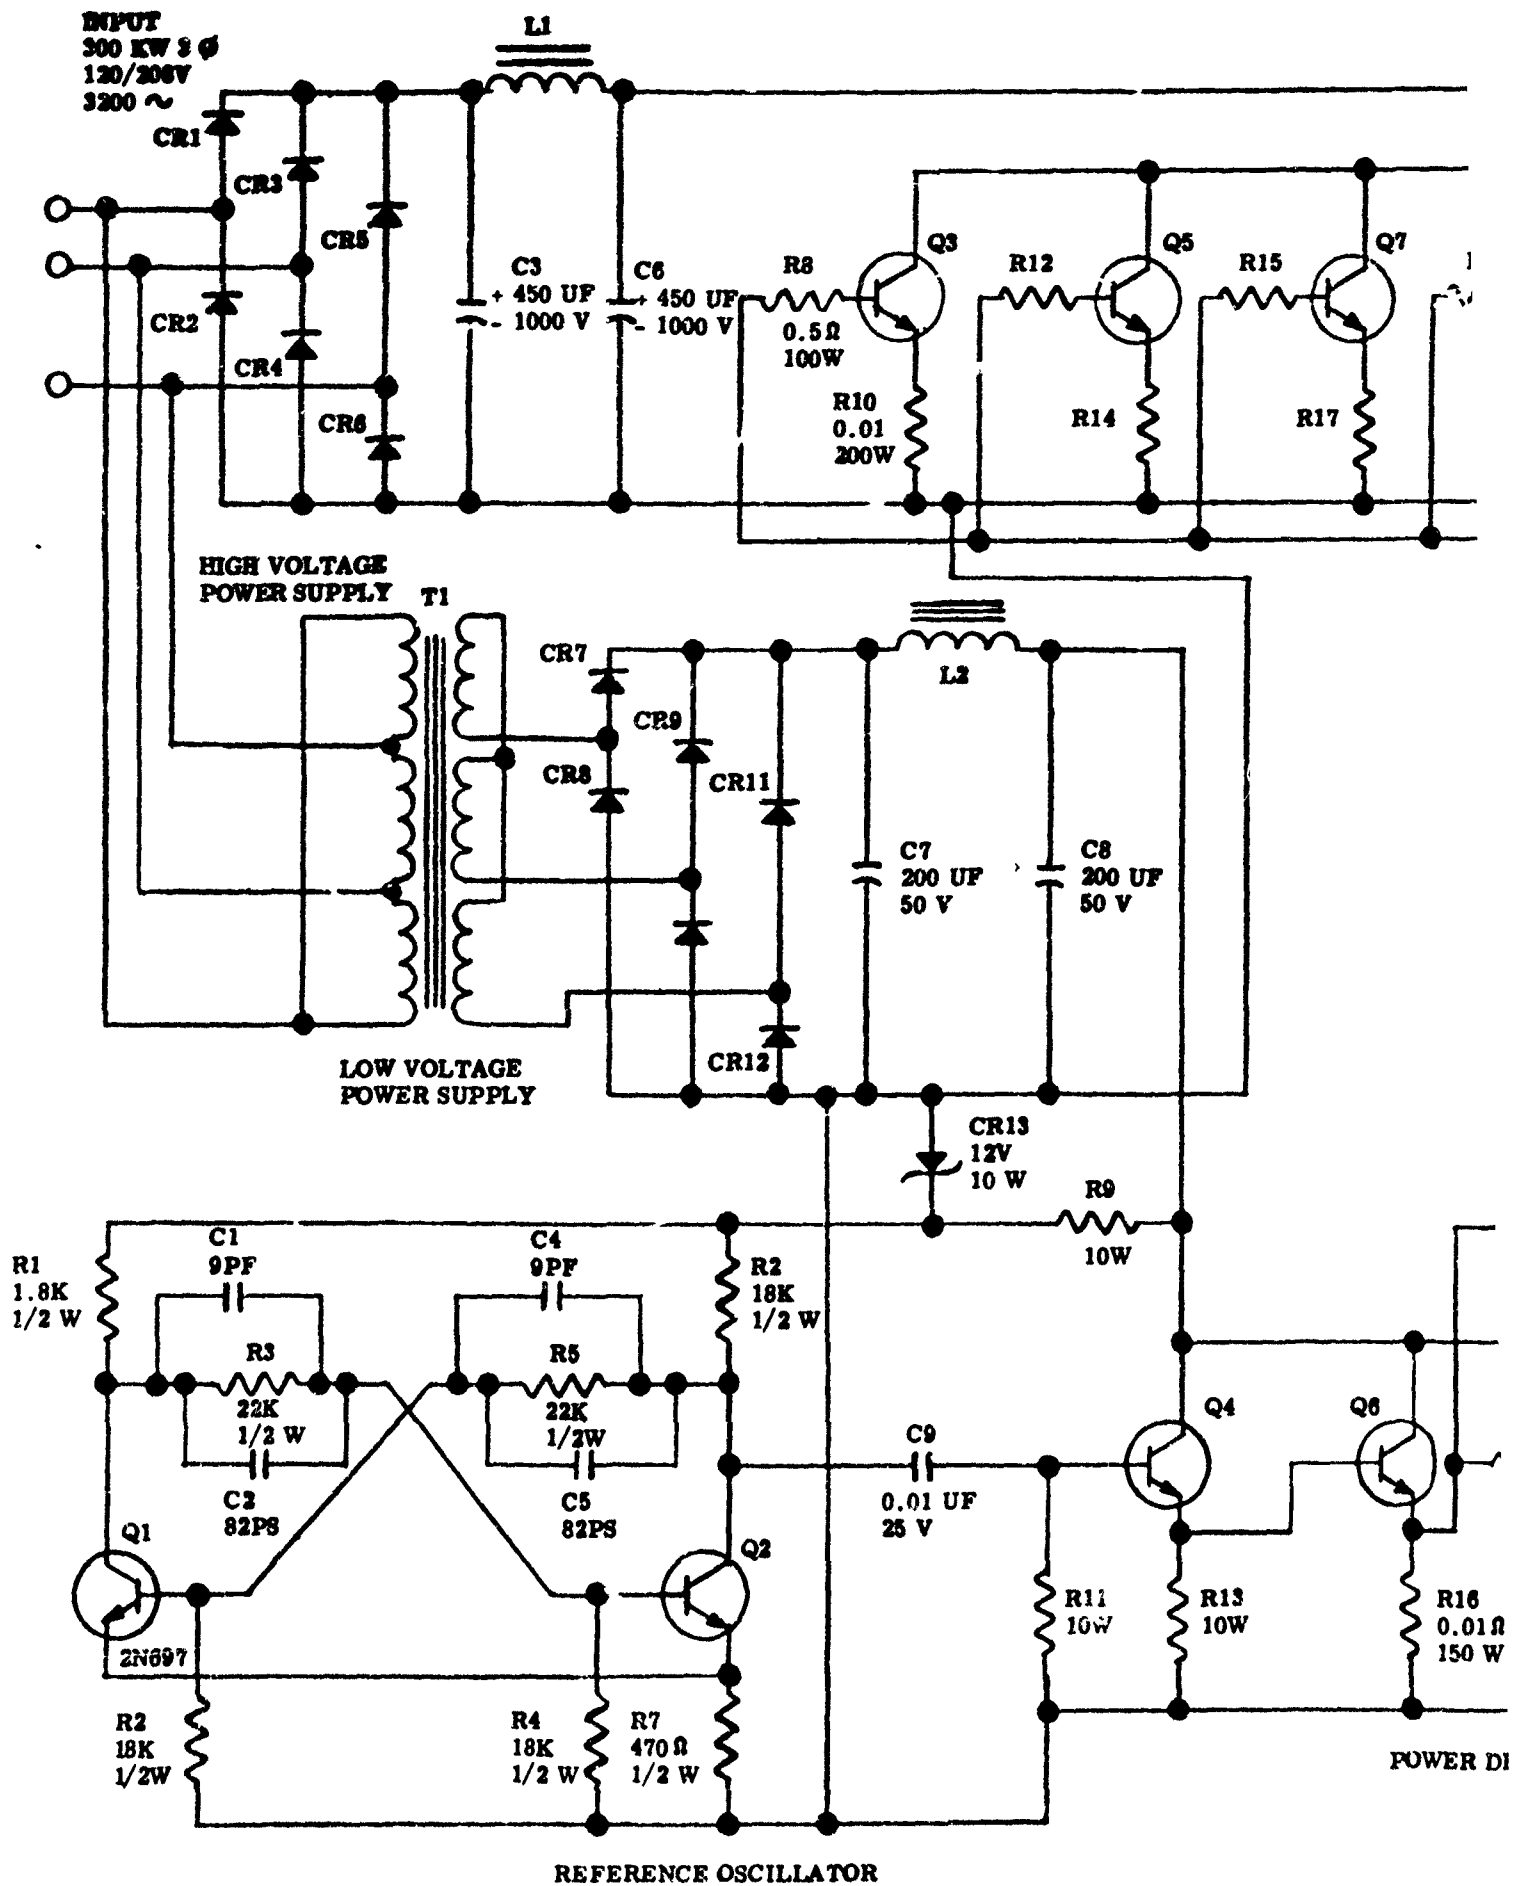 INPUT
300 KW 3 Ø
120/208V
3200 ~
L1
CR1
CR3
CR5
CR2
CR4
CR6
C3
+ 450 UF
- 1000 V
C6
+ 450 UF
- 1000 V
R8
0.5Ω
100W
Q3
R10
0.01
200W
R12
Q5
R14
R15
Q7
R17
HIGH VOLTAGE
POWER SUPPLY
T1
CR7
CR9
CR8
CR11
L2
C7
200 UF
50 V
C8
200 UF
50 V
CR12
LOW VOLTAGE
POWER SUPPLY
CR13
12V
10 W
R9
10W
R1
1.8K
1/2 W
C1
9PF
C4
9PF
R2
18K
1/2 W
R3
22K
1/2 W
R5
22K
1/2W
C2
82PS
C5
82PS
C9
0.01 UF
25 V
Q4
Q6
Q1
2N697
Q2
R11
10W
R13
10W
R16
0.01Ω
150 W
R2
18K
1/2W
R4
18K
1/2 W
R7
470 Ω
1/2 W
POWER
REFERENCE OSCILLATOR